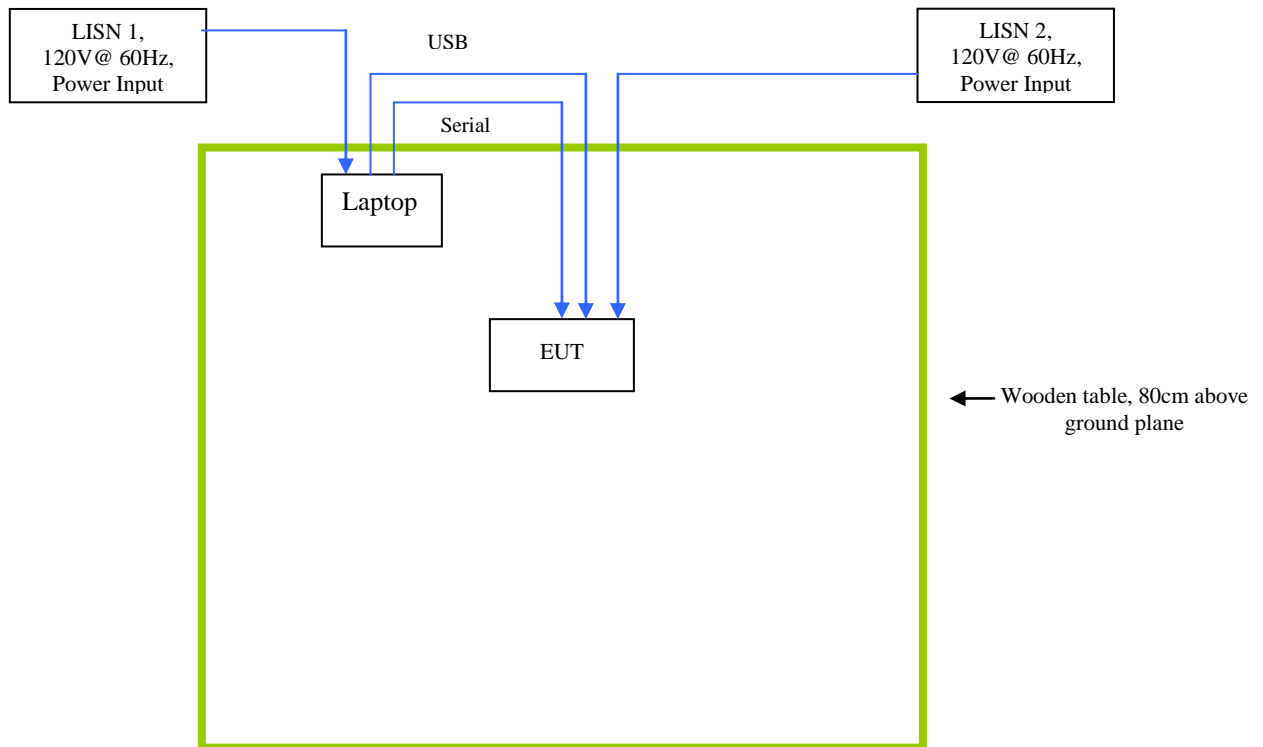 LISN 1,
120V@ 60Hz,
Power Input
USB
LISN 2,
120V@ 60Hz,
Power Input
Serial
Laptop
EUT
Wooden table, 80cm above
ground plane